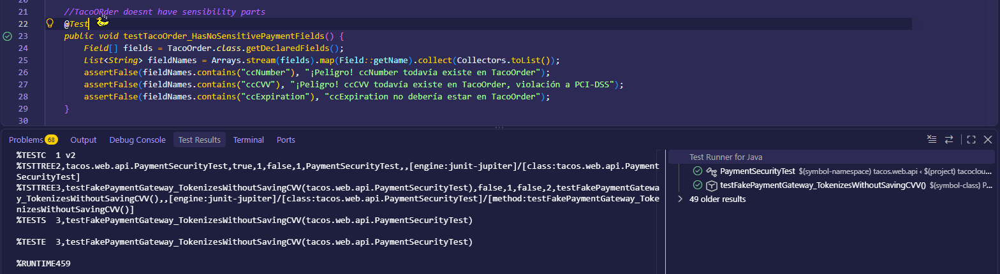 20
21 //TacoORder doesnt have sensibility parts
22 @Test
23 public void testTacoOrder_HasNoSensitivePaymentFields() {
24 Field[] fields = TacoOrder.class.getDeclaredFields();
25 List<String> fieldNames = Arrays.stream(fields).map(Field::getName).collect(Collectors.toList());
26 assertFalse(fieldNames.contains("ccNumber"), "¡Peligro! ccNumber todavía existe en TacoOrder");
27 assertFalse(fieldNames.contains("ccCVV"), "¡Peligro! ccCVV todavía existe en TacoOrder, violación a PCI-DSS");
28 assertFalse(fieldNames.contains("ccExpiration"), "ccExpiration no debería estar en TacoOrder");
29 }
30
Problems 68 Output Debug Console Test Results Terminal Ports
%TESTC 1 v2
%TSTTREE2,tacos.web.api.PaymentSecurityTest,true,1,false,1,PaymentSecurityTest,,[engine:junit-jupiter]/[class:tacos.web.api.Payment
SecurityTest]
%TSTTREE3,testFakePaymentGateway_TokenizesWithoutSavingCVV(tacos.web.api.PaymentSecurityTest),false,1,false,2,testFakePaymentGatewa
y_TokenizesWithoutSavingCVV(),,[engine:junit-jupiter]/[class:tacos.web.api.PaymentSecurityTest]/[method:testFakePaymentGateway_Toke
nizesWithoutSavingCVV()]
%TESTS 3,testFakePaymentGateway_TokenizesWithoutSavingCVV(tacos.web.api.PaymentSecurityTest)
%TESTE 3,testFakePaymentGateway_TokenizesWithoutSavingCVV(tacos.web.api.PaymentSecurityTest)
%RUNTIME459
Test Runner for Java
PaymentSecurityTest $(symbol-namespace) tacos.web.api < $(project) tacoclou...
testFakePaymentGateway_TokenizesWithoutSavingCVV() $(symbol-class) P...
49 older results